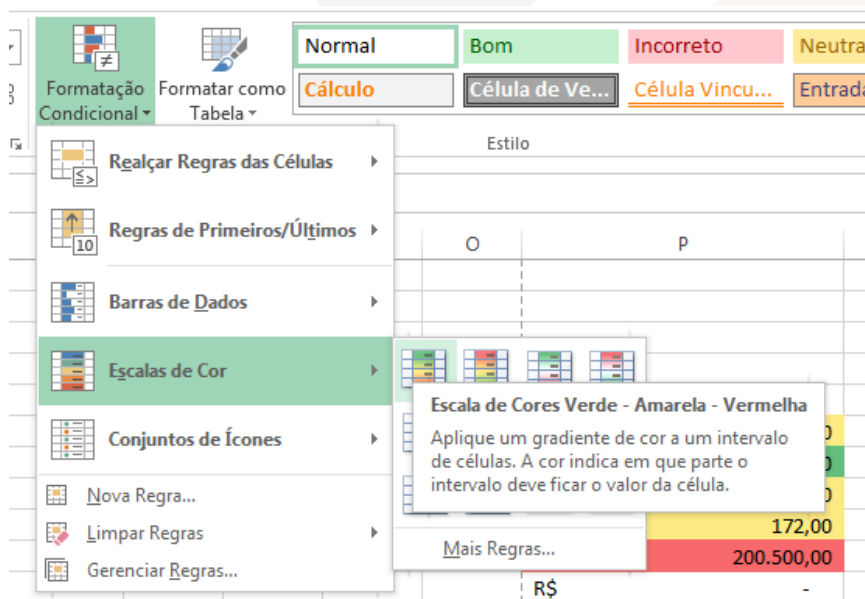 Formatação Condicional
Formatar como Tabela
Normal
Bom
Incorreto
Neutra
Cálculo
Célula de Ve...
Célula Vincu...
Entrada
Estilo
Realçar Regras das Células
Regras de Primeiros/Últimos
10
Barras de Dados
Escalas de Cor
Conjuntos de Ícones
Nova Regra...
Limpar Regras
Gerenciar Regras...
O
P
Escala de Cores Verde - Amarela - Vermelha
Aplique um gradiente de cor a um intervalo
de células. A cor indica em que parte o
intervalo deve ficar o valor da célula.
Mais Regras...
0
0
0
172,00
200.500,00
R$ -